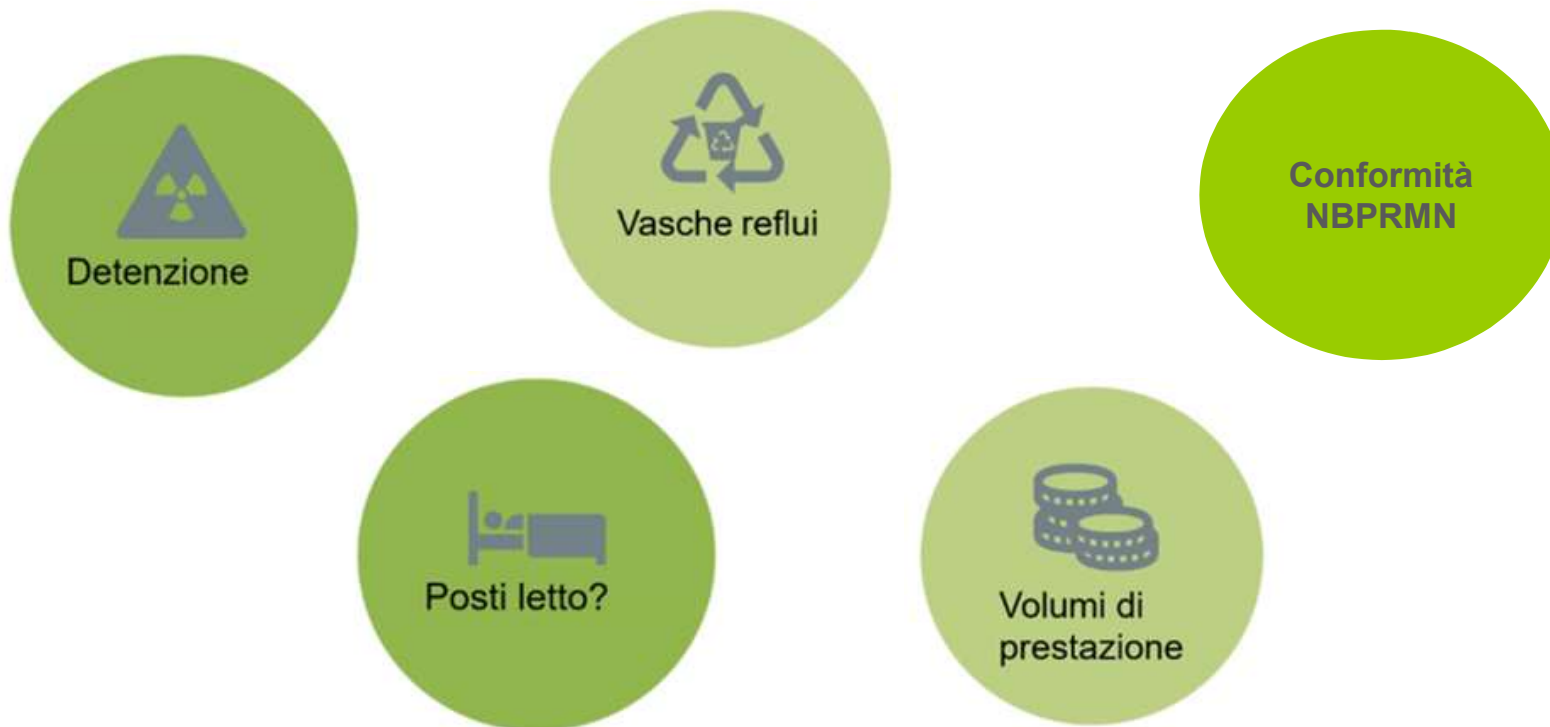 Detenzione
Vasche reflui
Conformità
NBPRMN
Posti letto?
Volumi di
prestazione